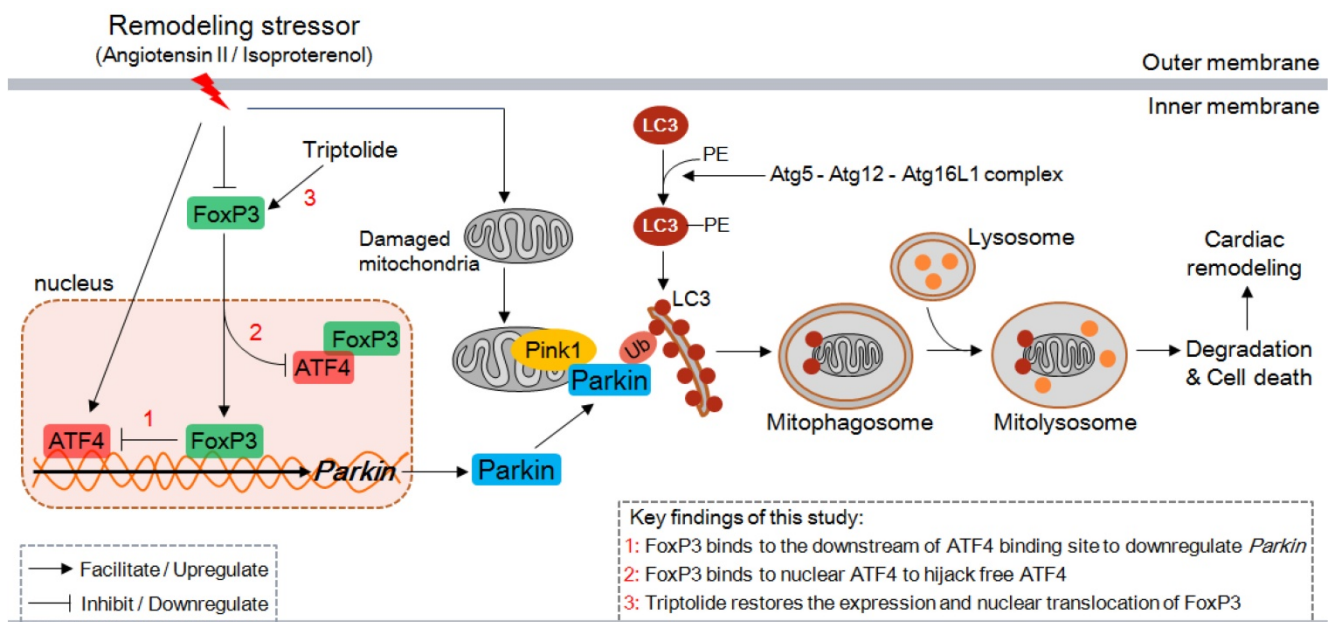 Remodeling stressor
(Angiotensin II / Isoproterenol)
Outer membrane
Inner membrane
LC3
PE
Triptolide
Atg5 - Atg12 - Atg16L1 complex
3
FoxP3
LC3
PE
Damaged
mitochondria
Lysosome
Cardiac
remodeling
nucleus
LC3
2
FoxP3
ATF4
Pink1
Ub
Parkin
Degradation
& Cell death
Mitophagosome
Mitolysosome
1
ATF4
FoxP3
Parkin
Parkin
Key findings of this study:
1: FoxP3 binds to the downstream of ATF4 binding site to downregulate Parkin
2: FoxP3 binds to nuclear ATF4 to hijack free ATF4
3: Triptolide restores the expression and nuclear translocation of FoxP3
Facilitate / Upregulate
Inhibit / Downregulate